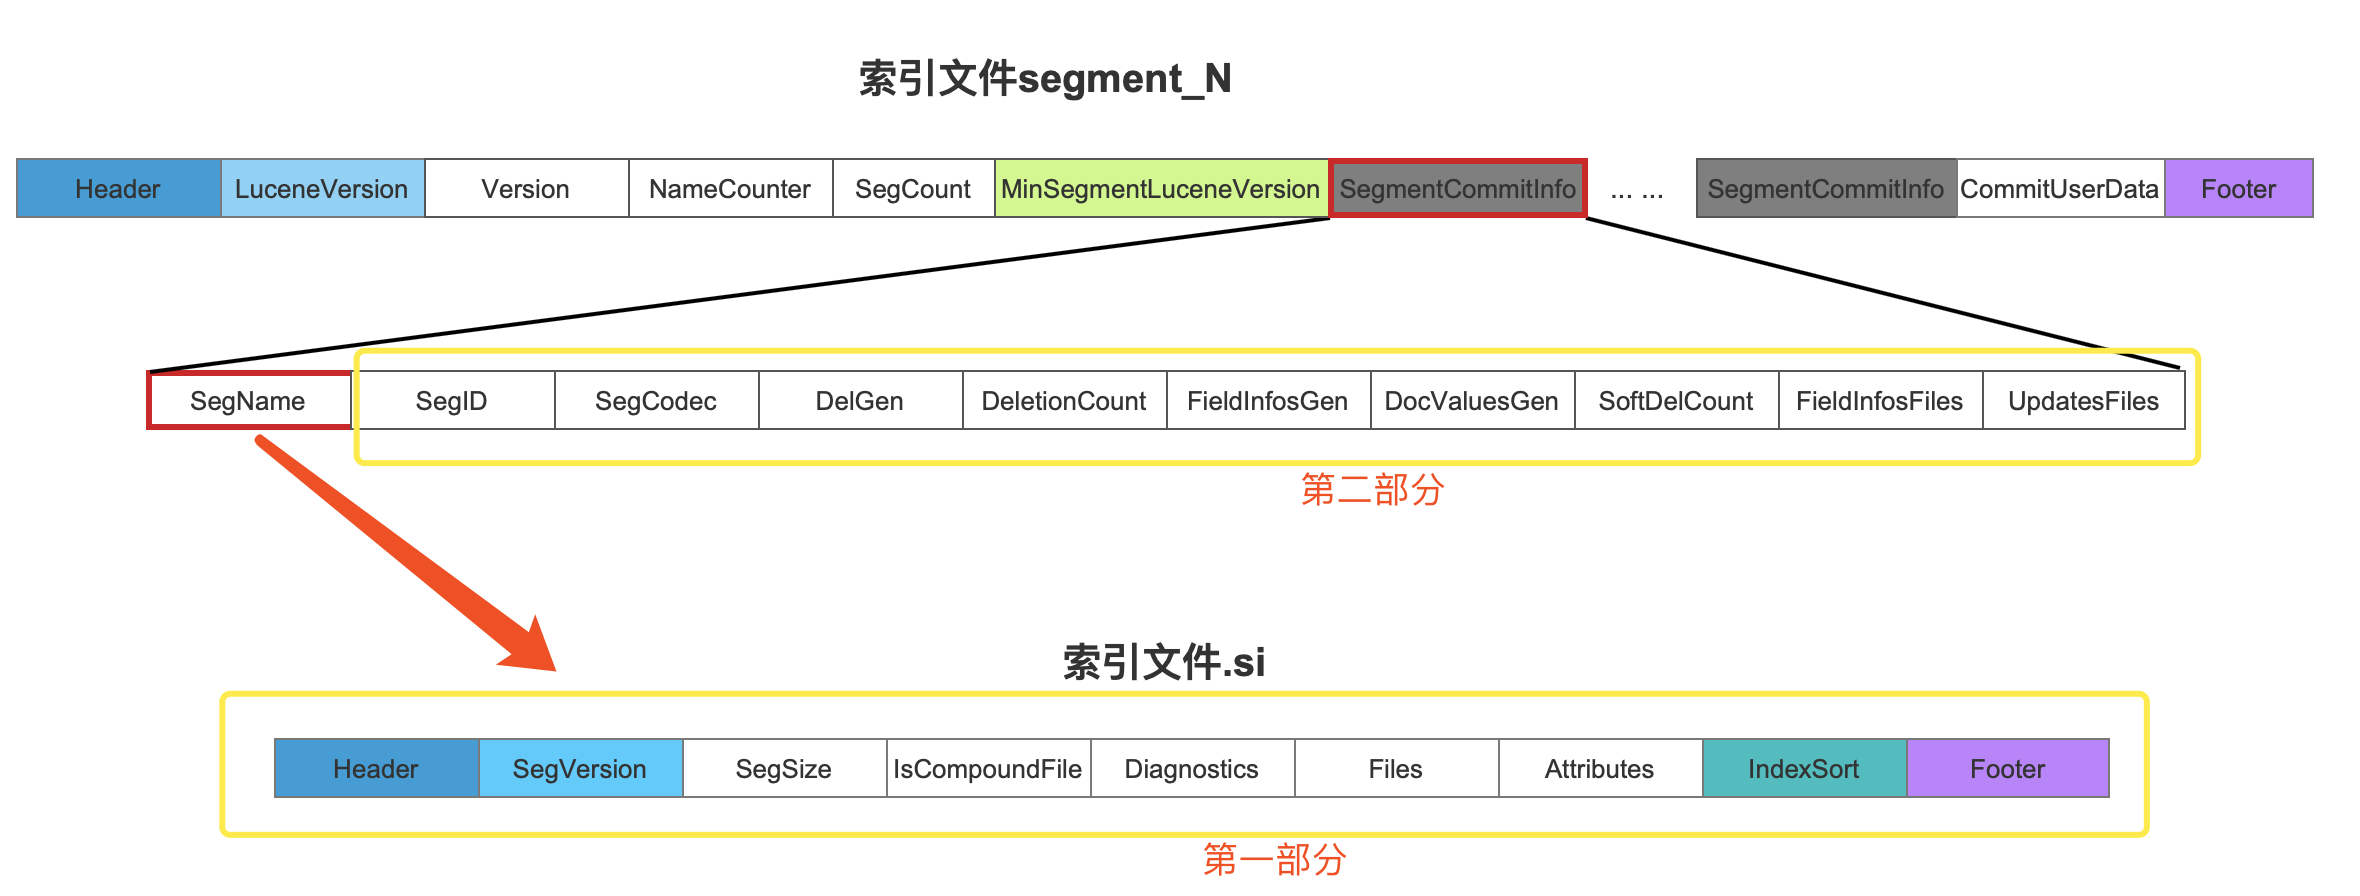 索引文件segment_N
Header LuceneVersion Version NameCounter SegCount MinSegmentLuceneVersion SegmentCommitInfo ... ... SegmentCommitInfo CommitUserData Footer
SegName SegID SegCodec DelGen DeletionCount FieldInfosGen DocValuesGen SoftDelCount FieldInfosFiles UpdatesFiles
第二部分
索引文件.si
Header SegVersion SegSize IsCompoundFile Diagnostics Files Attributes IndexSort Footer
第一部分